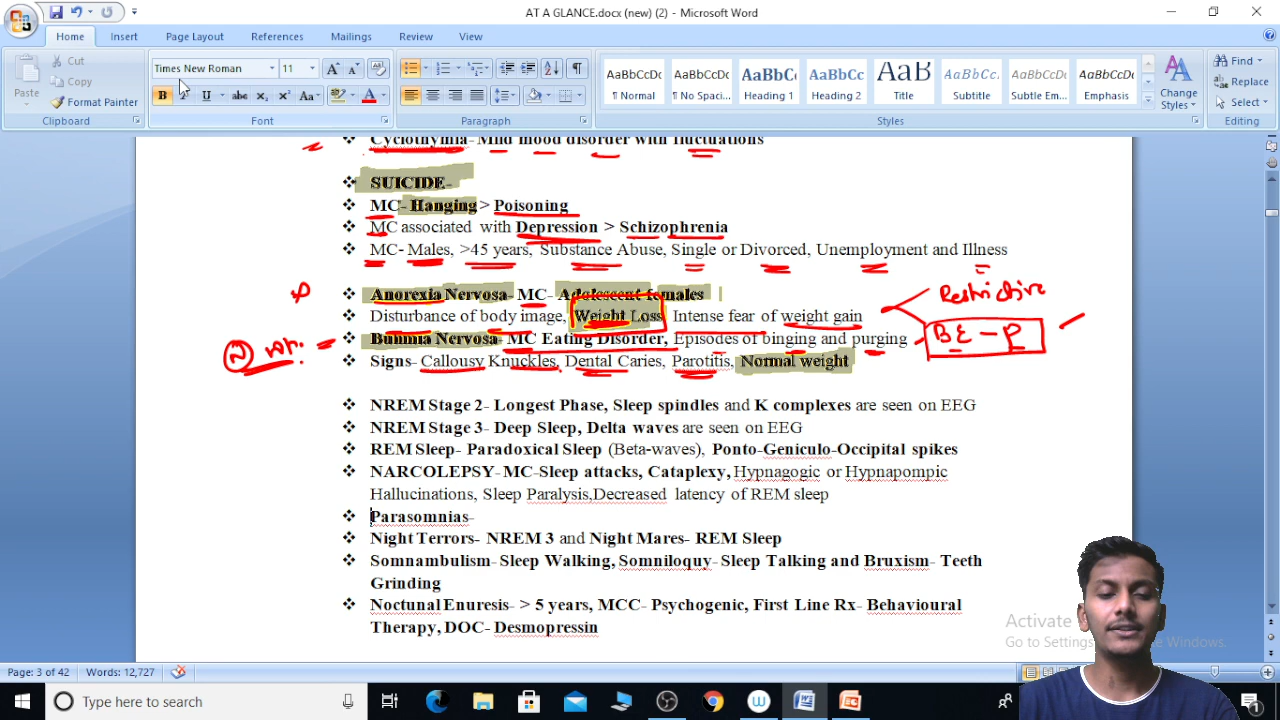 AT A GLANCE.docx (new) (2) - Microsoft Word
Home Insert Page Layout References Mailings Review View
Paste
Cut
Copy
Format Painter
Clipboard
Times New Roman 11
Font
Paragraph
AaBbCcDc AaBbCcDc AaBbC AaBbCc AaB AaBbCcL AaBbCcDc AaBbCcDc
¶ Normal ¶ No Spaci... Heading 1 Heading 2 Title Subtitle Subtle Em... Emphasis
Change Styles
Styles
Find
Replace
Select
Editing
❖ Cyclothymia- Mild mood disorder with fluctuations
❖ SUICIDE-
❖ MC- Hanging > Poisoning
❖ MC associated with Depression > Schizophrenia
❖ MC- Males, >45 years, Substance Abuse, Single or Divorced, Unemployment and Illness
❖ Anorexia Nervosa- MC- Adolescent females
Restrictive
Disturbance of body image, Weight Loss, Intense fear of weight gain
BE - P
❖ Bulimia Nervosa- MC Eating Disorder, Episodes of binging and purging
N wt.
❖ Signs- Callousy Knuckles, Dental Caries, Parotitis, Normal weight
❖ NREM Stage 2- Longest Phase, Sleep spindles and K complexes are seen on EEG
❖ NREM Stage 3- Deep Sleep, Delta waves are seen on EEG
❖ REM Sleep- Paradoxical Sleep (Beta-waves), Ponto-Geniculo-Occipital spikes
❖ NARCOLEPSY- MC-Sleep attacks, Cataplexy, Hypnagogic or Hypnapompic
Hallucinations, Sleep Paralysis,Decreased latency of REM sleep
❖ Parasomnias-
❖ Night Terrors- NREM 3 and Night Mares- REM Sleep
❖ Somnambulism- Sleep Walking, Somniloquy- Sleep Talking and Bruxism- Teeth
Grinding
❖ Noctunal Enuresis- > 5 years, MCC- Psychogenic, First Line Rx- Behavioural
Therapy, DOC- Desmopressin
Activate
Go to Settings Windows.
Page: 3 of 42 Words: 12,727
Type here to search